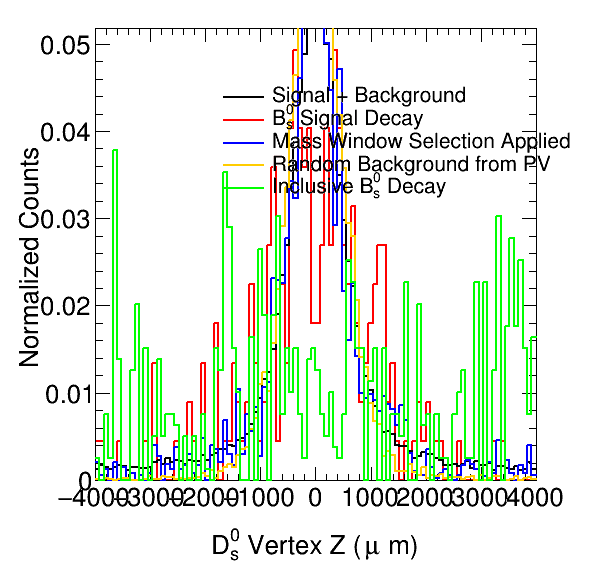 0.05
0.04
0.03
0.02
0.01
0
Normalized Counts
Signal + Background
B⁰ₛ Signal Decay
Mass Window Selection Applied
Random Background from PV
Inclusive B⁰ₛ Decay
−4000 −3000 −2000 −1000 0 1000 2000 3000 4000
D⁰ₛ Vertex Z (μ m)